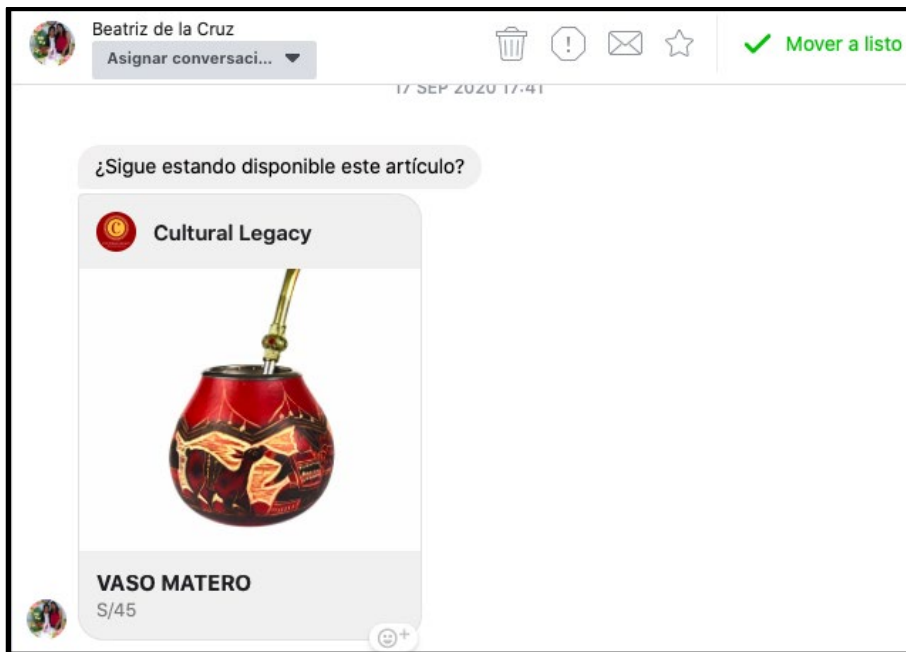 Beatriz de la Cruz
Asignar conversaci...
Mover a listo
17 SEP 2020 17:41
¿Sigue estando disponible este artículo?
C
Cultural Legacy
VASO MATERO
S/45